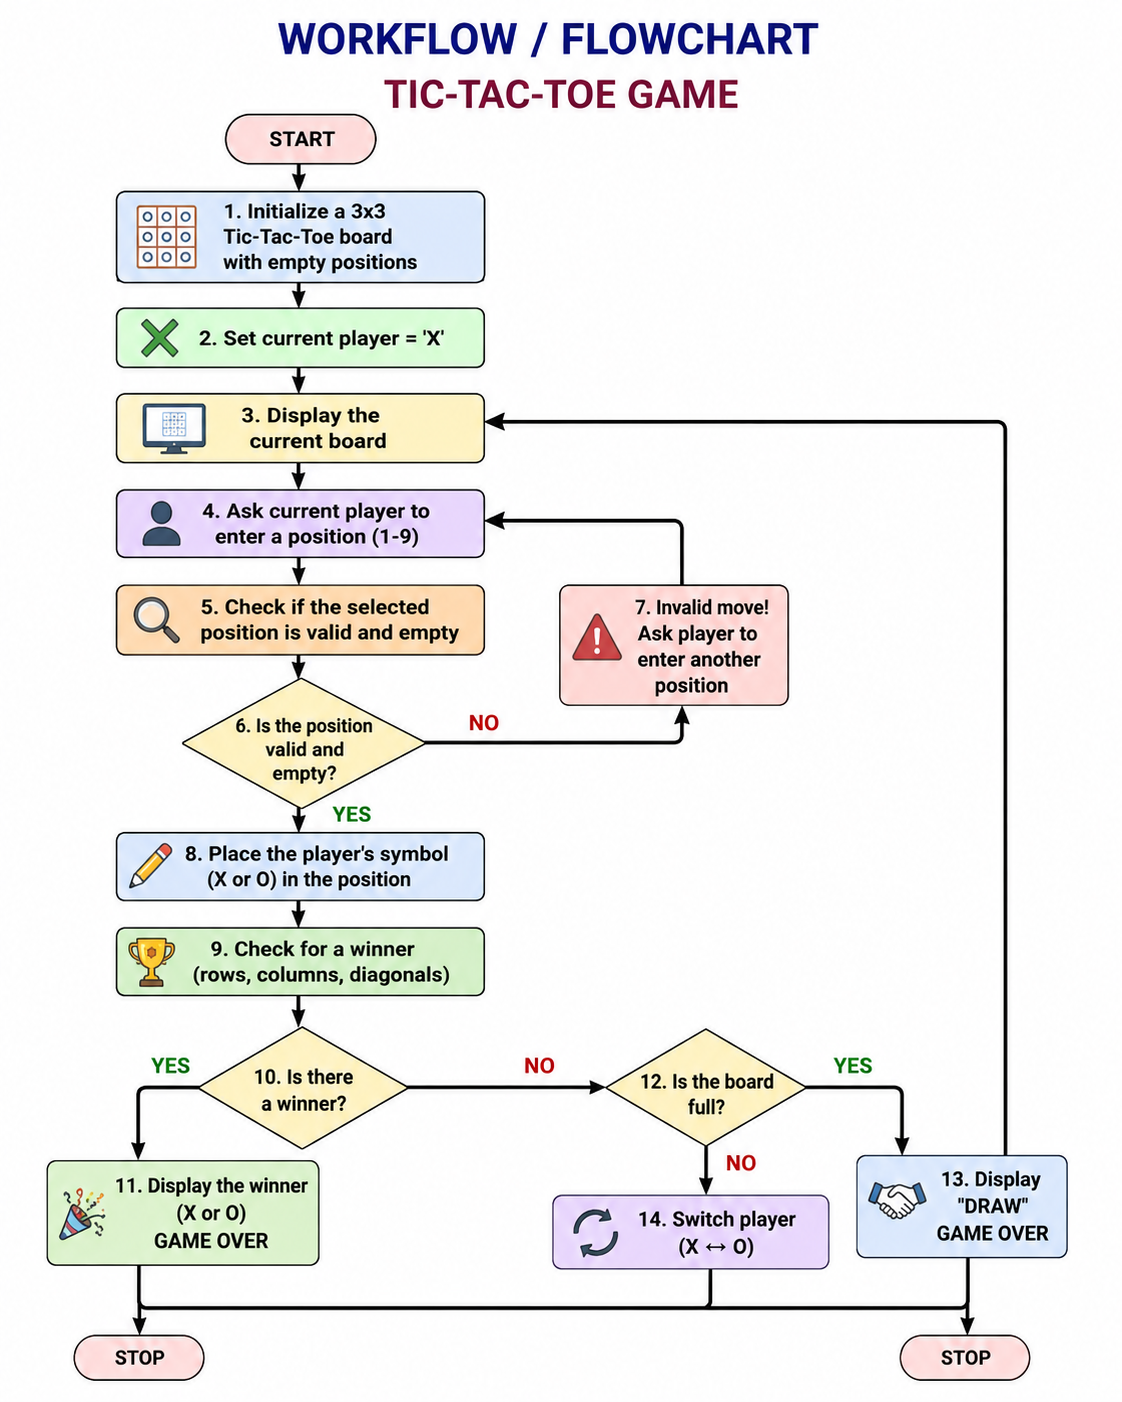 WORKFLOW / FLOWCHART
TIC-TAC-TOE GAME
START
1. Initialize a 3x3
Tic-Tac-Toe board
with empty positions
2. Set current player = 'X'
3. Display the
current board
4. Ask current player to
enter a position (1-9)
5. Check if the selected
position is valid and empty
7. Invalid move!
Ask player to
enter another
position
6. Is the position
valid and
empty?
NO
YES
8. Place the player's symbol
(X or O) in the position
9. Check for a winner
(rows, columns, diagonals)
YES
10. Is there
a winner?
NO
12. Is the board
full?
YES
NO
11. Display the winner
(X or O)
GAME OVER
14. Switch player
(X ↔ O)
13. Display
"DRAW"
GAME OVER
STOP
STOP